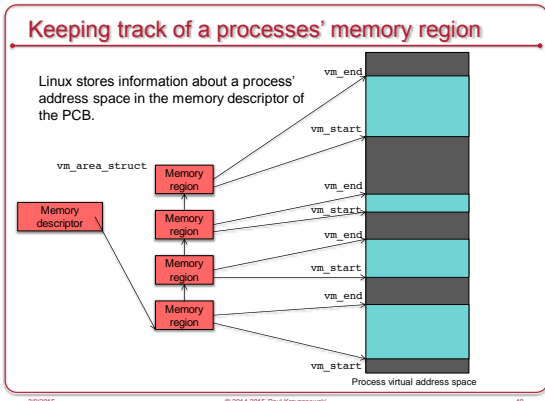 Keeping track of a processes' memory region
Linux stores information about a process'
address space in the memory descriptor of
the PCB.
vm_end
vm_start
vm_area_struct
Memory
region
vm_end
vm_start
Memory
descriptor
Memory
region
vm_end
Memory
region
vm_start
vm_end
Memory
region
vm_start
Process virtual address space